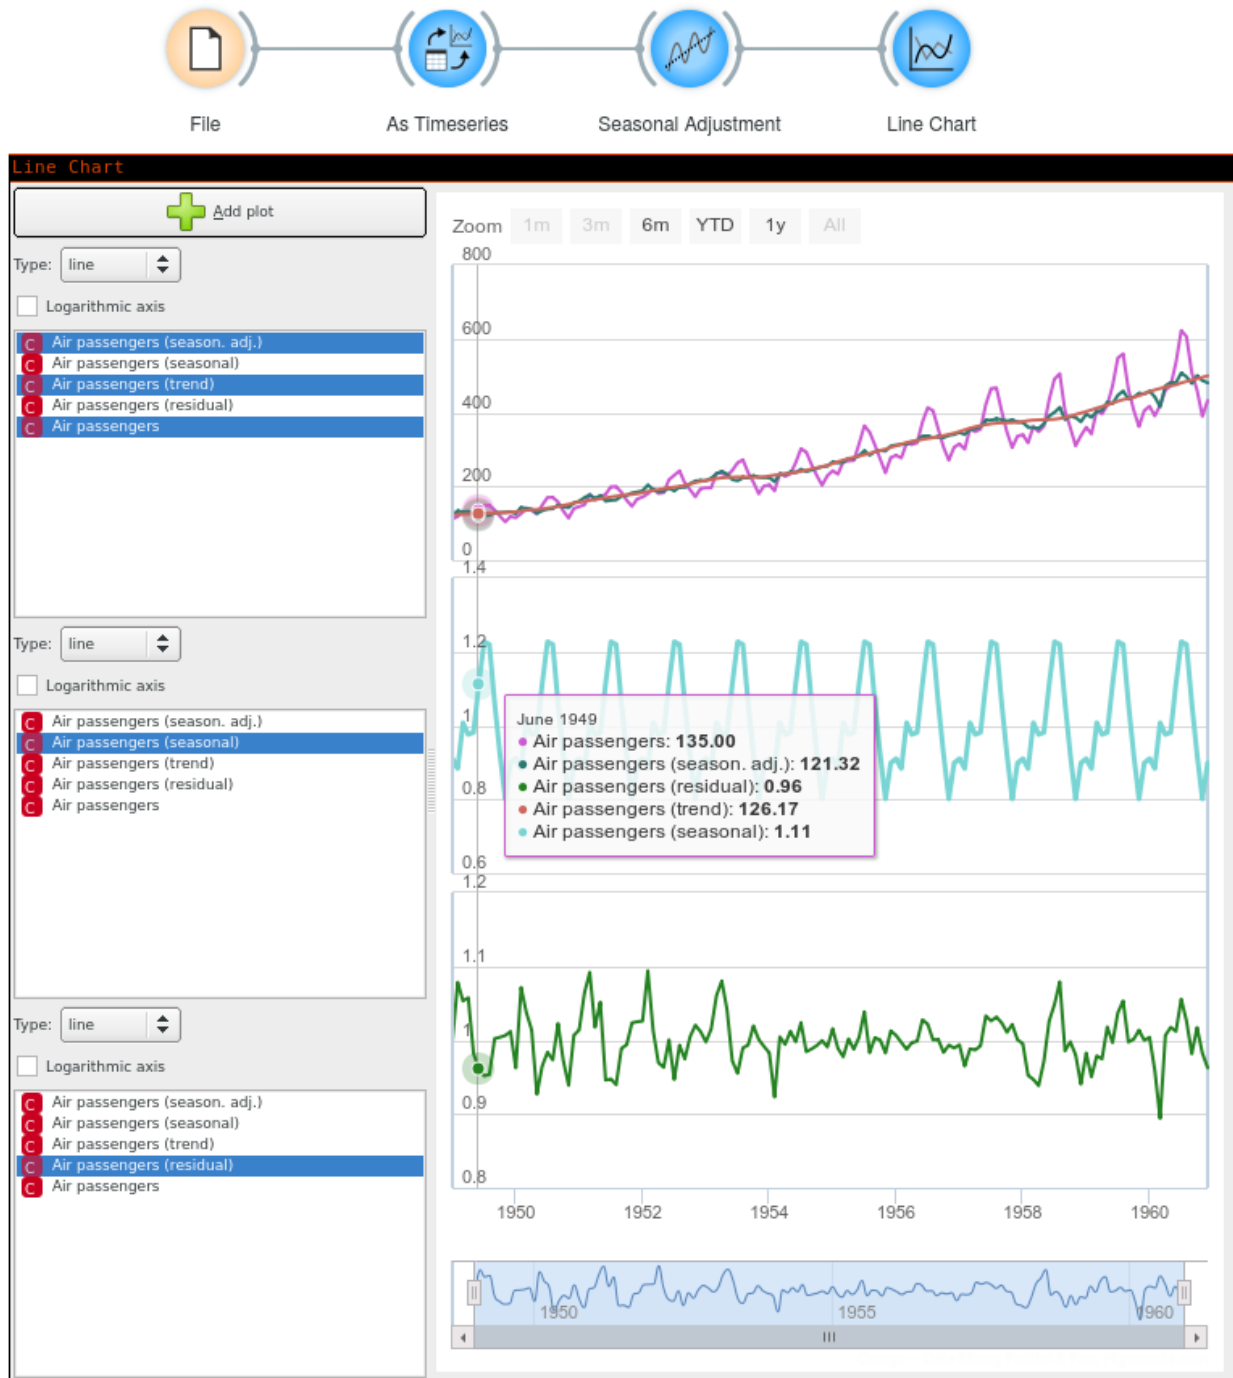 File As Timeseries Seasonal Adjustment Line Chart
Line Chart
Add plot
Type: line
Logarithmic axis
C Air passengers (season. adj.)
C Air passengers (seasonal)
C Air passengers (trend)
C Air passengers (residual)
C Air passengers
Type: line
Logarithmic axis
C Air passengers (season. adj.)
C Air passengers (seasonal)
C Air passengers (trend)
C Air passengers (residual)
C Air passengers
Type: line
Logarithmic axis
C Air passengers (season. adj.)
C Air passengers (seasonal)
C Air passengers (trend)
C Air passengers (residual)
C Air passengers
Zoom 1m 3m 6m YTD 1y All
800
600
400
200
0
1.4
1.2
1
0.8
0.6
June 1949
Air passengers: 135.00
Air passengers (season. adj.): 121.32
Air passengers (residual): 0.96
Air passengers (trend): 126.17
Air passengers (seasonal): 1.11
1.2
1.1
1
0.9
0.8
1950 1952 1954 1956 1958 1960
1950 1955 1960